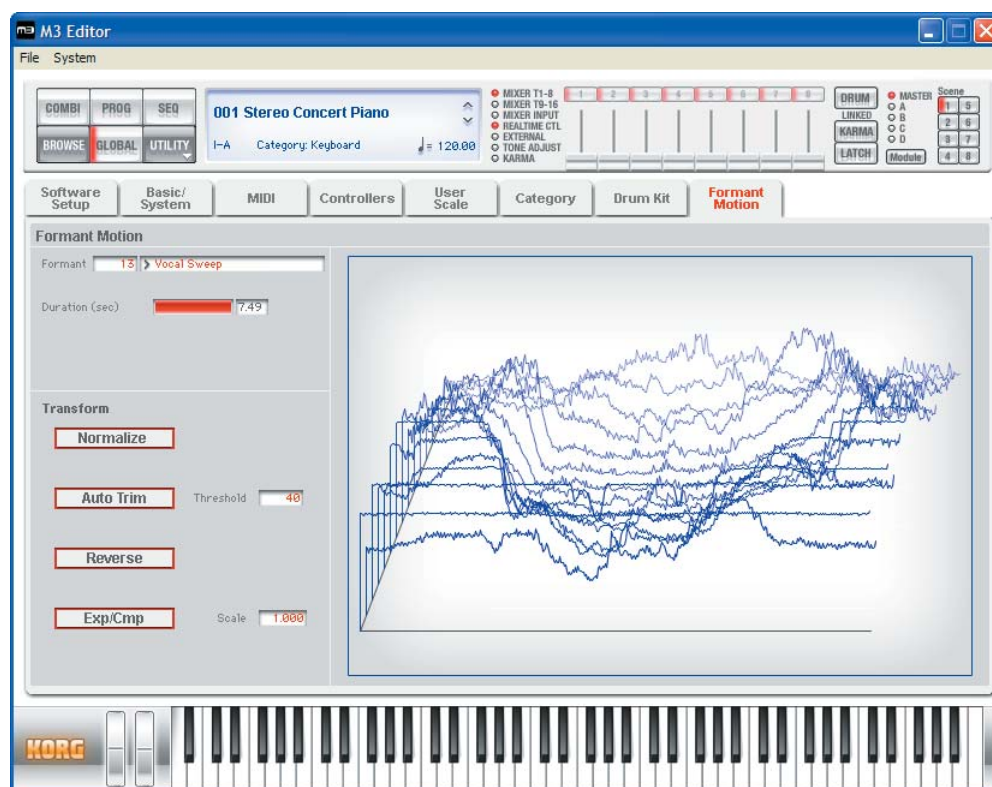 m3 M3 Editor
File System
COMBI PROG SEQ
BROWSE GLOBAL UTILITY
001 Stereo Concert Piano
I-A Category: Keyboard ♩= 120.00
MIXER T1-8
MIXER T9-16
MIXER INPUT
REALTIME CTL
EXTERNAL
TONE ADJUST
KARMA
1 2 3 4 5 6 7 8
DRUM
LINKED
KARMA
LATCH
MASTER
A
B
C
D
Module
Scene
1 5
2 6
3 7
4 8
Software Setup
Basic/ System
MIDI
Controllers
User Scale
Category
Drum Kit
Formant Motion
Formant Motion
Formant 13 Vocal Sweep
Duration (sec) 7.49
Transform
Normalize
Auto Trim Threshold 40
Reverse
Exp/Cmp Scale 1.000
KORG